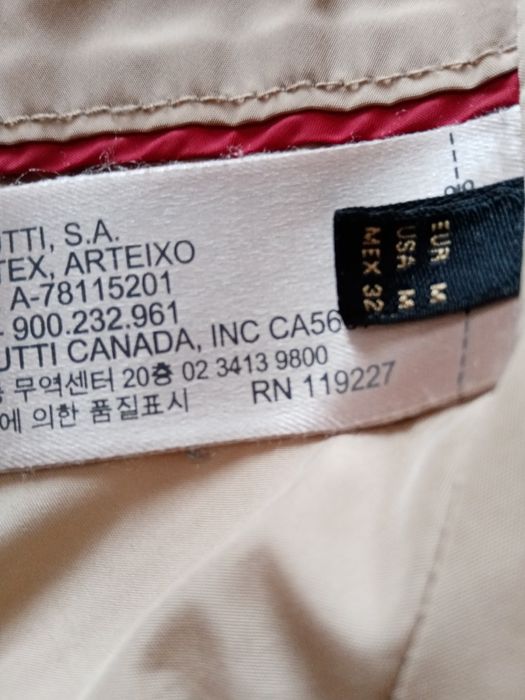 UTTI, S.A.
TEX, ARTEIXO
A-78115201
900.232.961
UTTI CANADA, INC CA56
무역센터 20층 02 3413 9800
에 의한 품질표시
RN 119227
EUR M
USA M
MEX 32